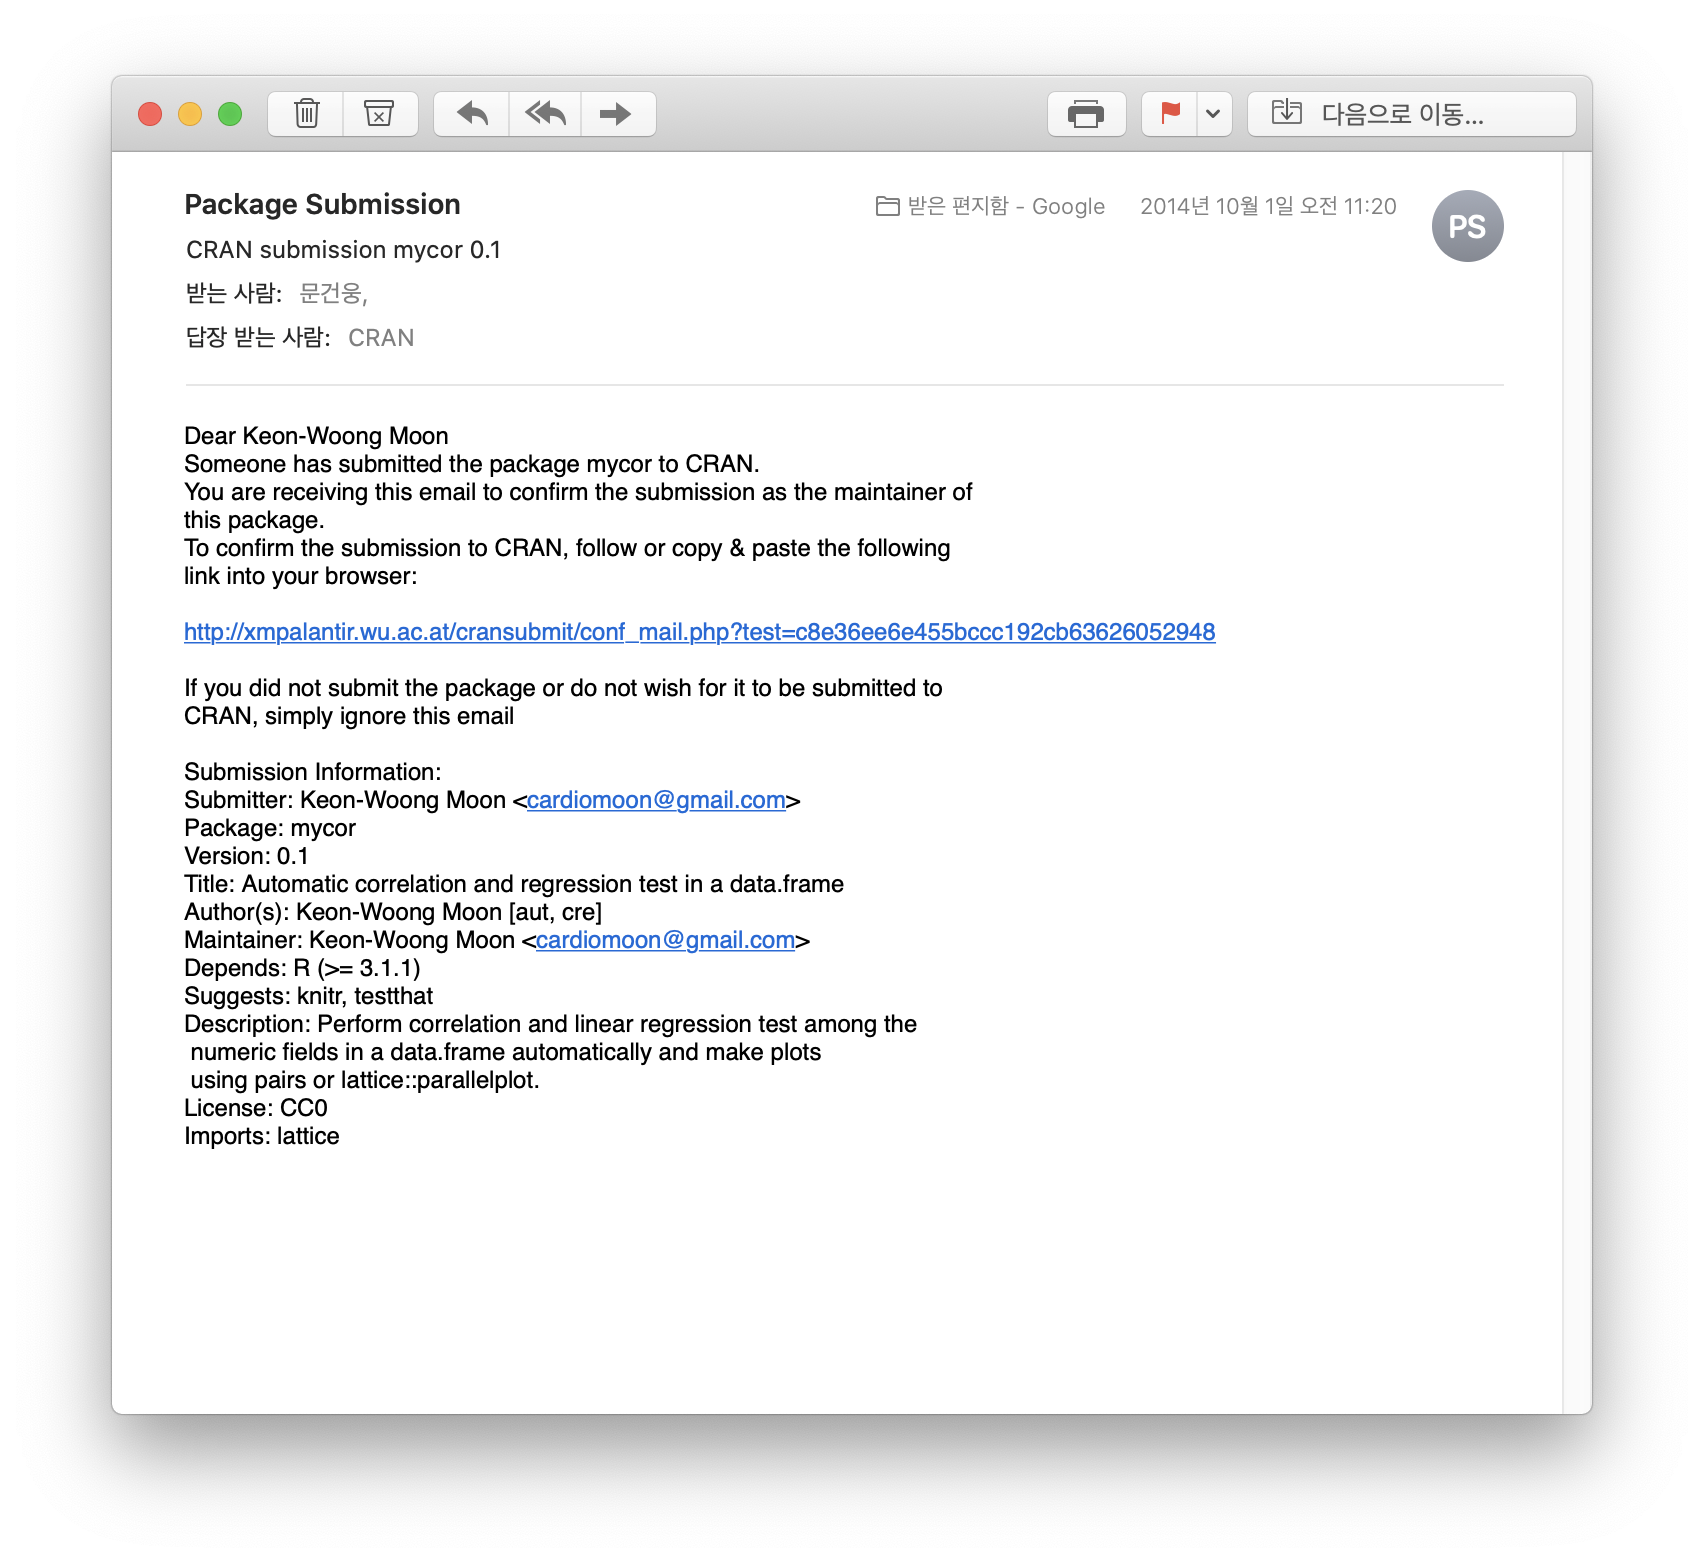 다음으로 이동...
Package Submission
받은 편지함 - Google
2014년 10월 1일 오전 11:20
PS
CRAN submission mycor 0.1
받는 사람: 문건웅,
답장 받는 사람: CRAN
Dear Keon-Woong Moon
Someone has submitted the package mycor to CRAN.
You are receiving this email to confirm the submission as the maintainer of
this package.
To confirm the submission to CRAN, follow or copy & paste the following
link into your browser:
http://xmpalantir.wu.ac.at/cransubmit/conf_mail.php?test=c8e36ee6e455bccc192cb63626052948
If you did not submit the package or do not wish for it to be submitted to
CRAN, simply ignore this email
Submission Information:
Submitter: Keon-Woong Moon <cardiomoon@gmail.com>
Package: mycor
Version: 0.1
Title: Automatic correlation and regression test in a data.frame
Author(s): Keon-Woong Moon [aut, cre]
Maintainer: Keon-Woong Moon <cardiomoon@gmail.com>
Depends: R (>= 3.1.1)
Suggests: knitr, testthat
Description: Perform correlation and linear regression test among the
numeric fields in a data.frame automatically and make plots
using pairs or lattice::parallelplot.
License: CC0
Imports: lattice